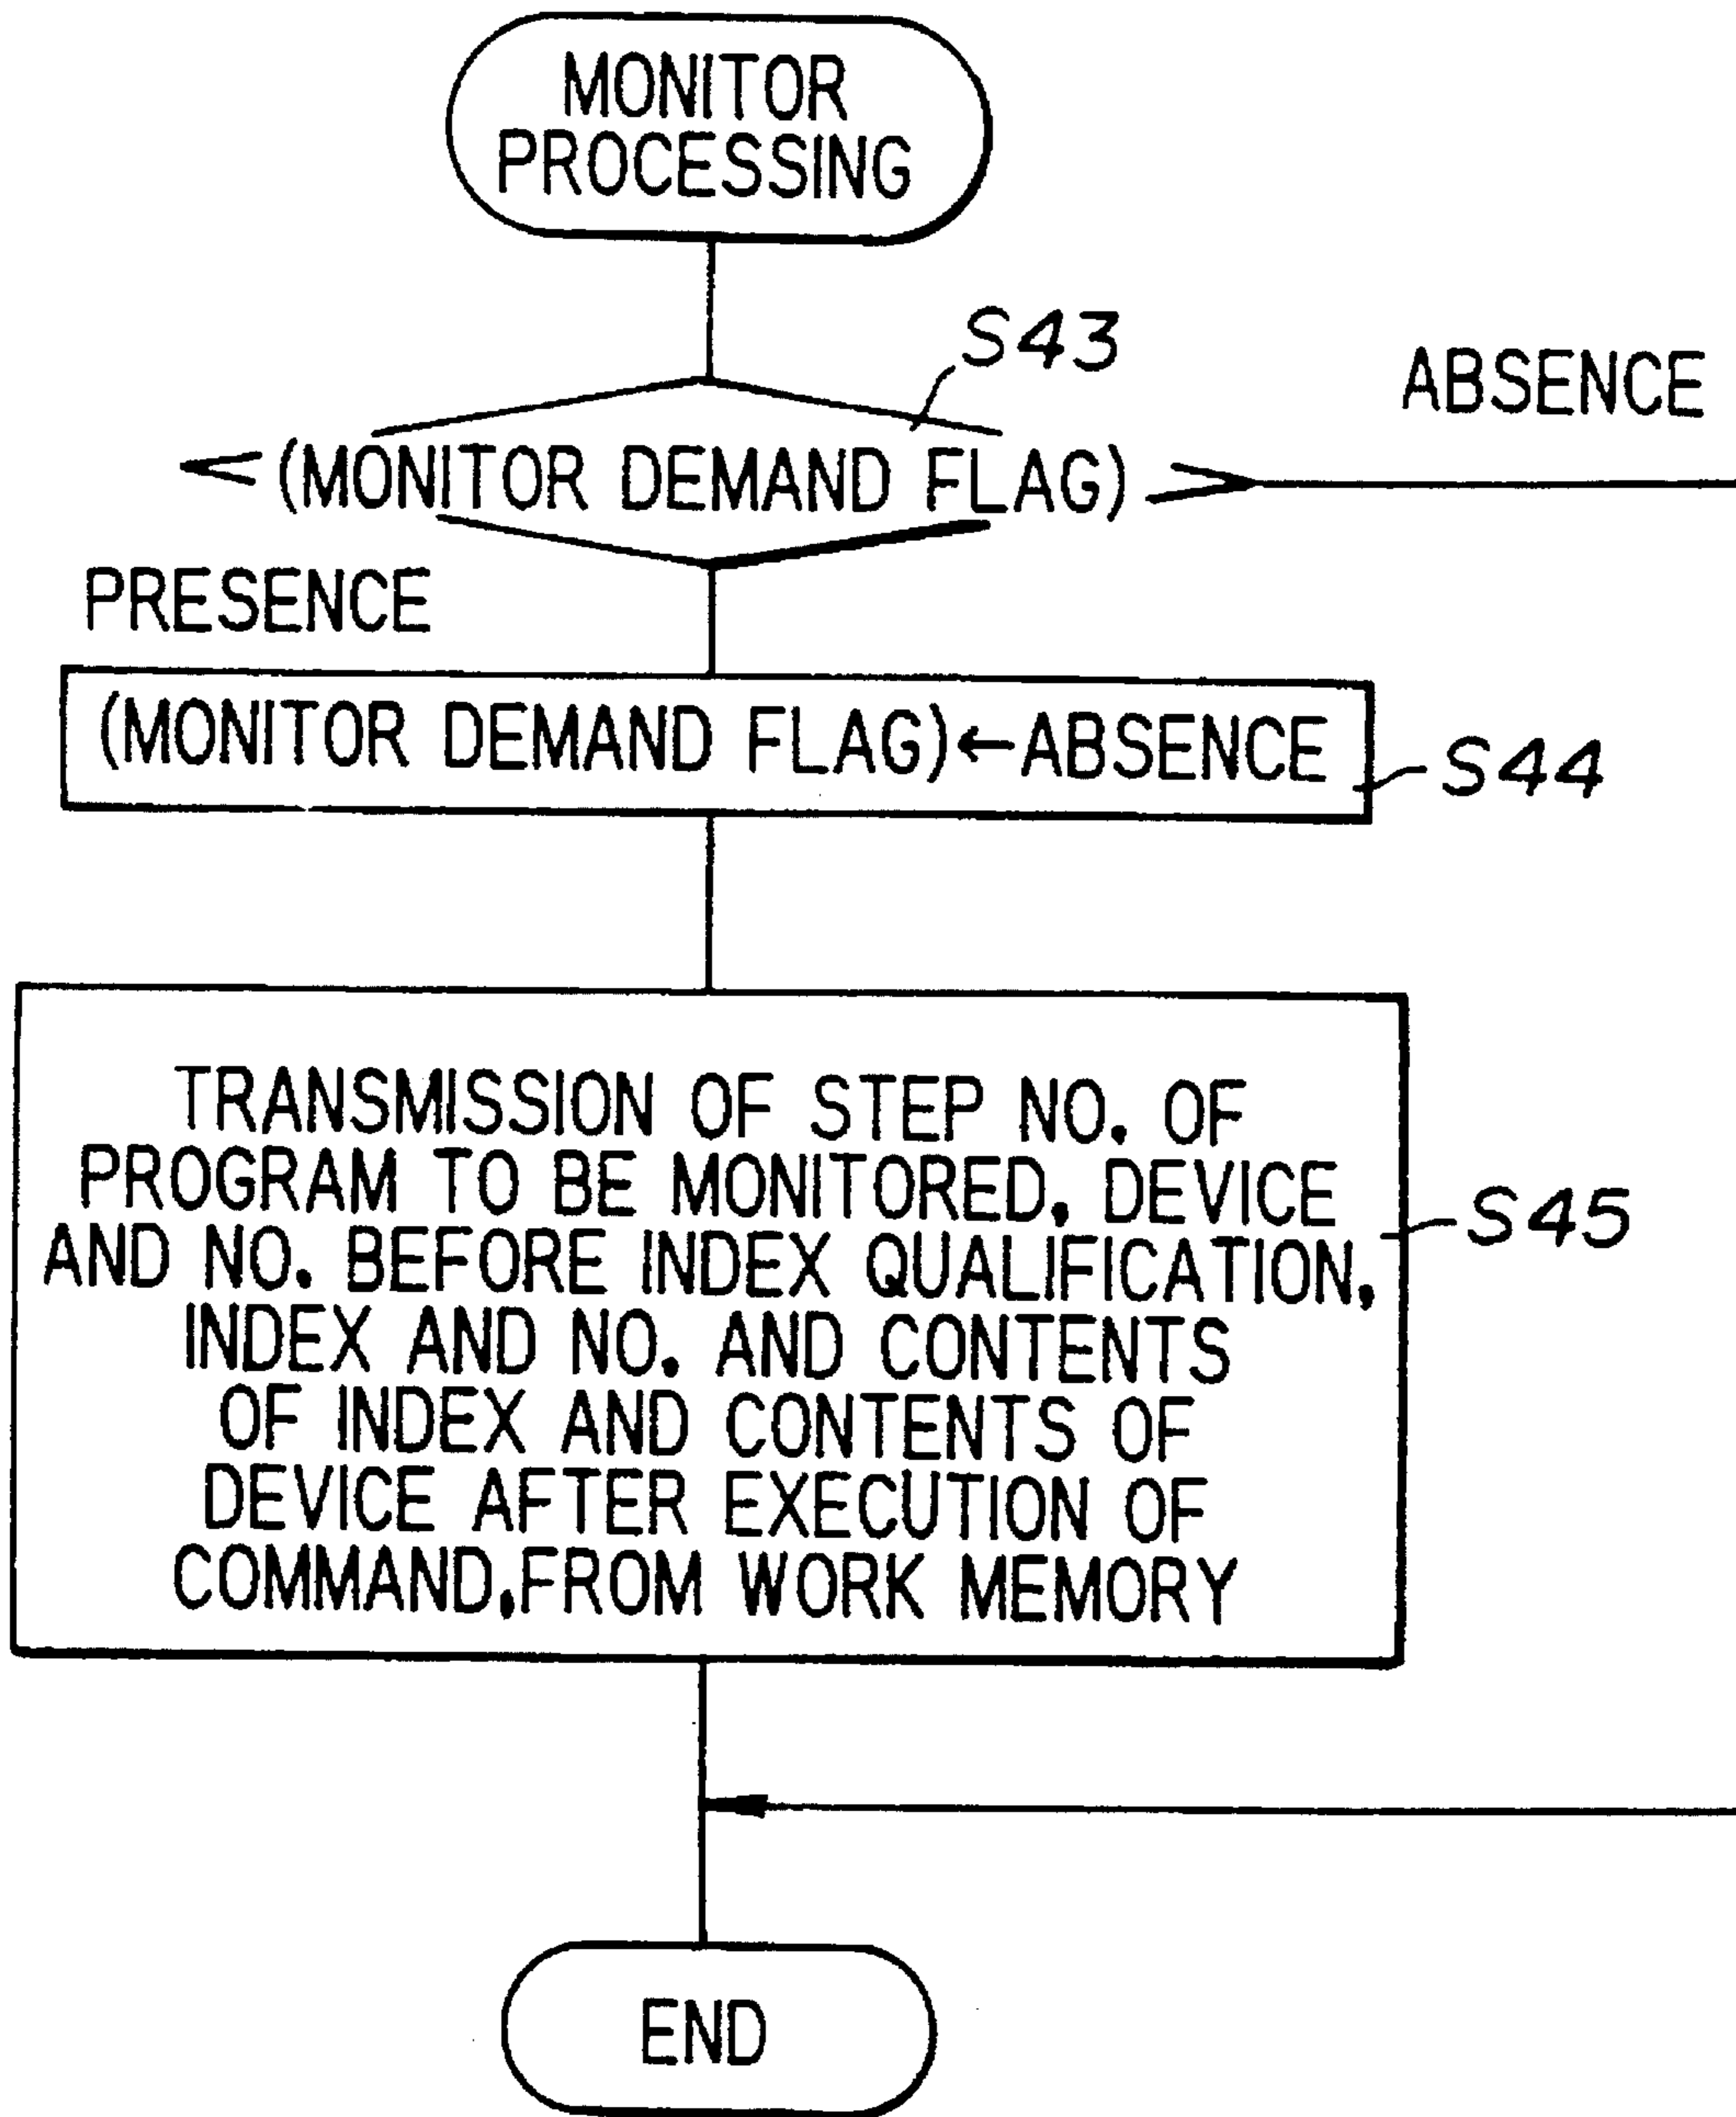 MONITOR
PROCESSING
S43
ABSENCE
(MONITOR DEMAND FLAG)
PRESENCE
(MONITOR DEMAND FLAG)←ABSENCE
S44
TRANSMISSION OF STEP NO. OF
PROGRAM TO BE MONITORED, DEVICE
AND NO. BEFORE INDEX QUALIFICATION,
INDEX AND NO. AND CONTENTS
OF INDEX AND CONTENTS OF
DEVICE AFTER EXECUTION OF
COMMAND,FROM WORK MEMORY
S45
END